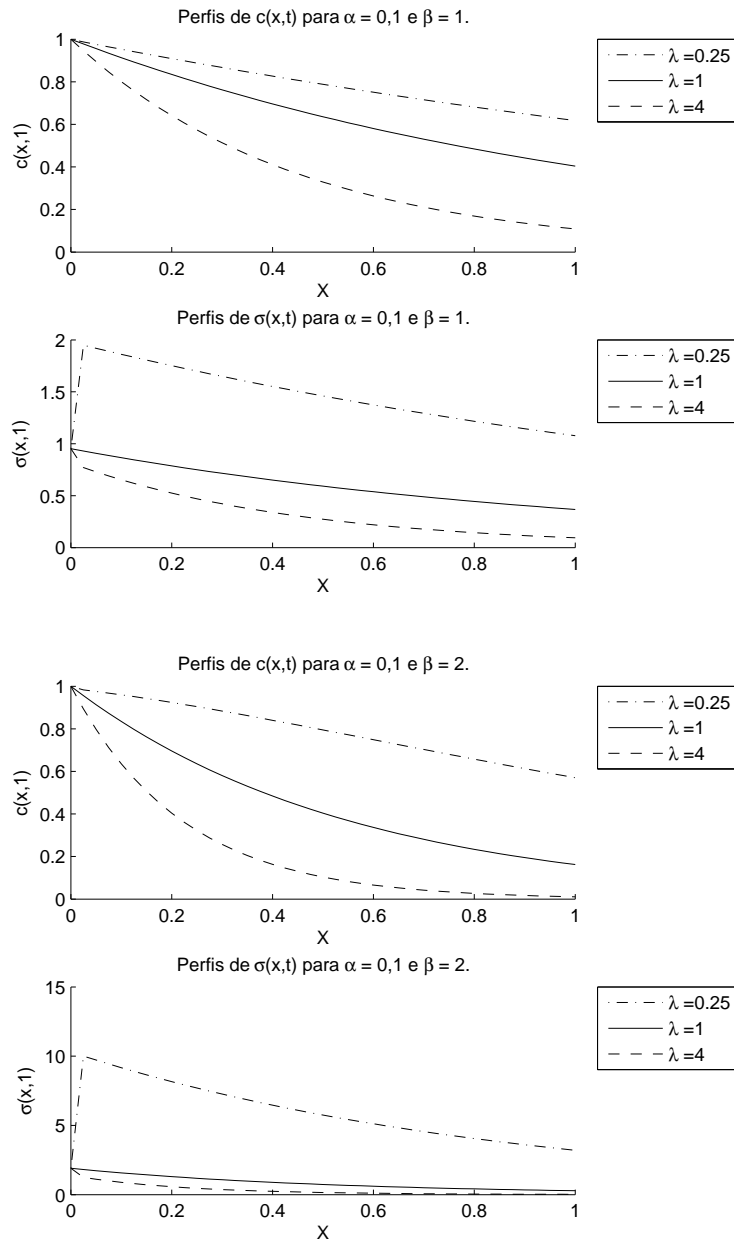 Perfis de c(x,t) para α = 0,1 e β = 1.
1
0.8
0.6
0.4
0.2
0
c(x,1)
0 0.2 0.4 0.6 0.8 1
X
λ =0.25
λ =1
λ =4
Perfis de σ(x,t) para α = 0,1 e β = 1.
2
1.5
1
0.5
0
σ(x,1)
0 0.2 0.4 0.6 0.8 1
X
λ =0.25
λ =1
λ =4
Perfis de c(x,t) para α = 0,1 e β = 2.
1
0.8
0.6
0.4
0.2
0
c(x,1)
0 0.2 0.4 0.6 0.8 1
X
λ =0.25
λ =1
λ =4
Perfis de σ(x,t) para α = 0,1 e β = 2.
15
10
5
0
σ(x,1)
0 0.2 0.4 0.6 0.8 1
X
λ =0.25
λ =1
λ =4